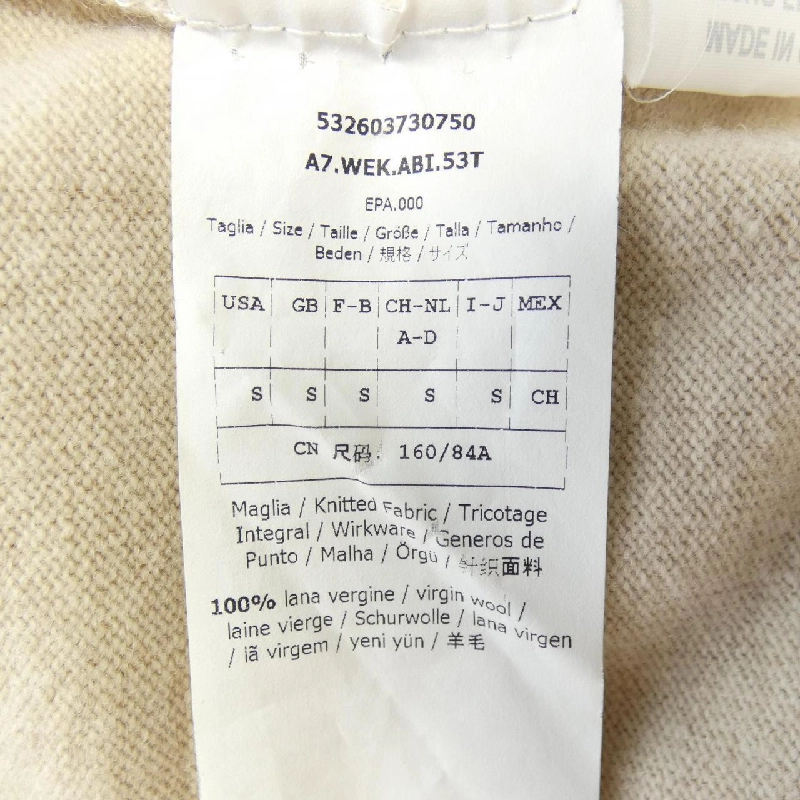 532603730750
A7.WEK.ABI.53T
EPA.000
Taglia / Size / Taille / Größe / Talla / Tamanho /
Beden / 規格 / サイズ
USA GB F-B CH-NL I-J MEX
A-D
S S S S S CH
CN 尺码. 160/84A
Maglia / Knitted Fabric / Tricotage
Integral / Wirkware / Generos de
Punto / Malha / Örgü / 针织面料
100% lana vergine / virgin wool /
laine vierge / Schurwolle / lana virgen
/ lã virgem / yeni yün / 羊毛
MADE IN